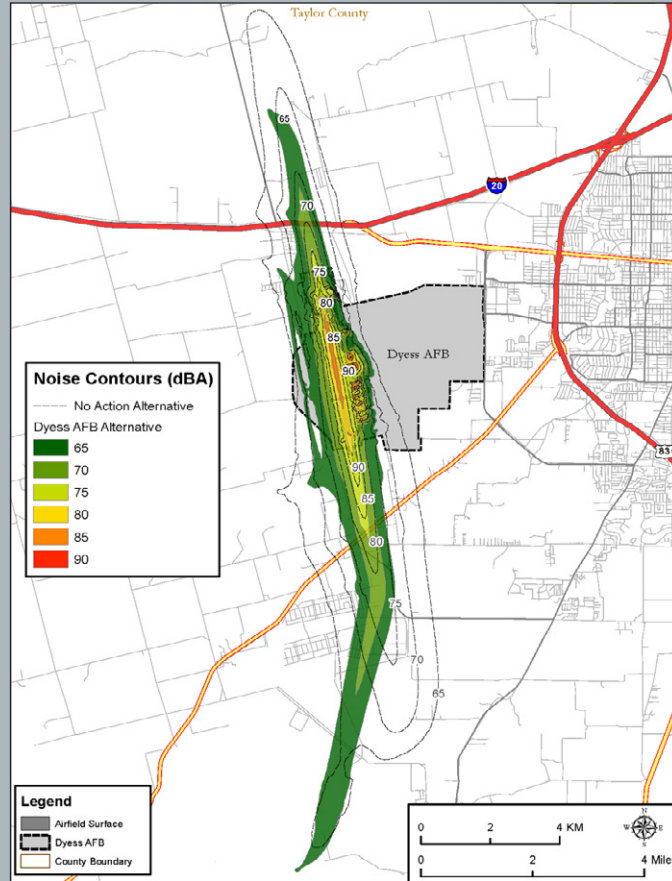 Taylor County
65
20
70
75
80
85
90
Dyess AFB
Noise Contours (dBA)
No Action Alternative
Dyess AFB Alternative
65
70
75
80
85
90
83
90
85
80
75
70
65
Legend
Airfield Surface
Dyess AFB
County Boundary
N
W E
S
0 2 4 KM
0 2 4 Miles